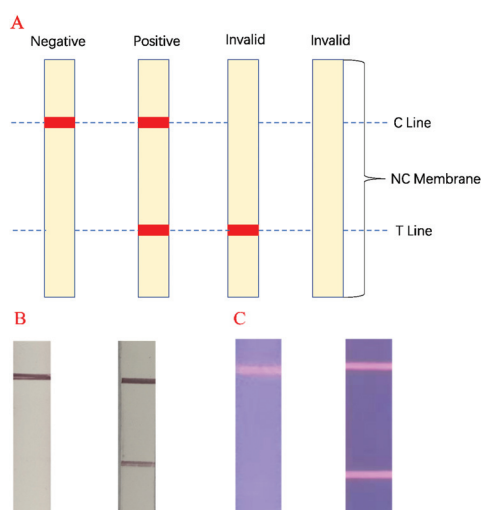 A
Negative
Positive
Invalid
Invalid
C Line
NC Membrane
T Line
B
C